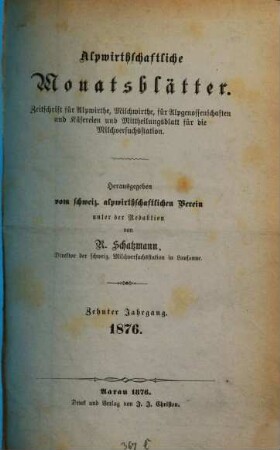 Alpwirthschaftliche
Monatsblätter.
Zeitschrift für Alpwirthe, Milchwirthe, für Alpgenossenschaften
und Käsereien und Mittheilungsblatt für die
Milchversuchsstation.
Herausgegeben
vom schweiz. alpwirthschaftlichen Verein
unter der Redaktion
von
R. Schatzmann,
Direktor der schweiz. Milchversuchsstation in Lausanne.
Zehnter Jahrgang.
1876.
Aarau 1876.
Druck und Verlag von J. J. Christen.